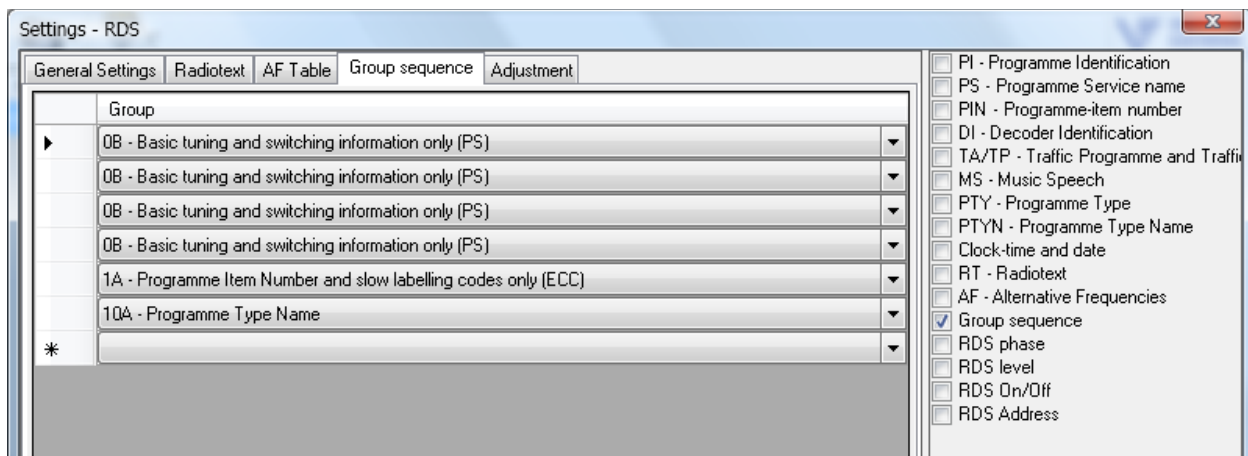 Settings - RDS
General Settings Radiotext AF Table Group sequence Adjustment
Group
0B - Basic tuning and switching information only (PS)
0B - Basic tuning and switching information only (PS)
0B - Basic tuning and switching information only (PS)
0B - Basic tuning and switching information only (PS)
1A - Programme Item Number and slow labelling codes only (ECC)
10A - Programme Type Name
PI - Programme Identification
PS - Programme Service name
PIN - Programme-item number
DI - Decoder Identification
TA/TP - Traffic Programme and Traffi
MS - Music Speech
PTY - Programme Type
PTYN - Programme Type Name
Clock-time and date
RT - Radiotext
AF - Alternative Frequencies
Group sequence
RDS phase
RDS level
RDS On/Off
RDS Address